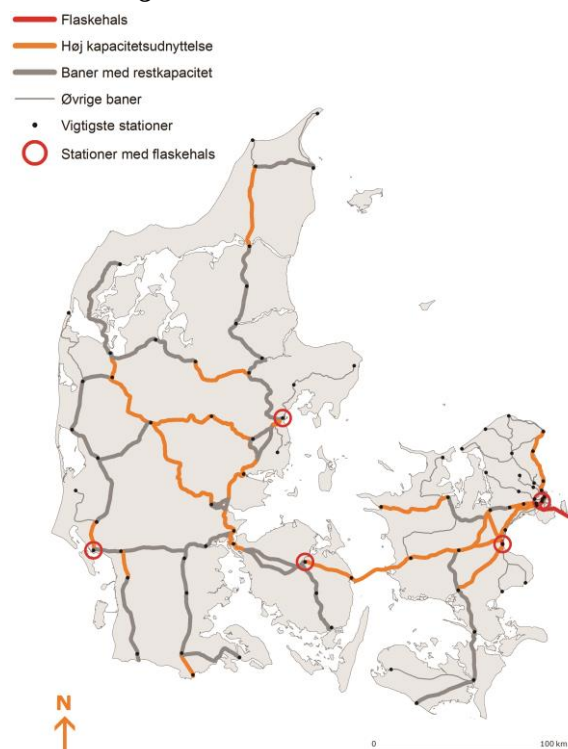 Flaskehals
Høj kapacitetsudnyttelse
Baner med restkapacitet
Øvrige baner
Vigtigste stationer
Stationer med flaskehals
N
0 100 km